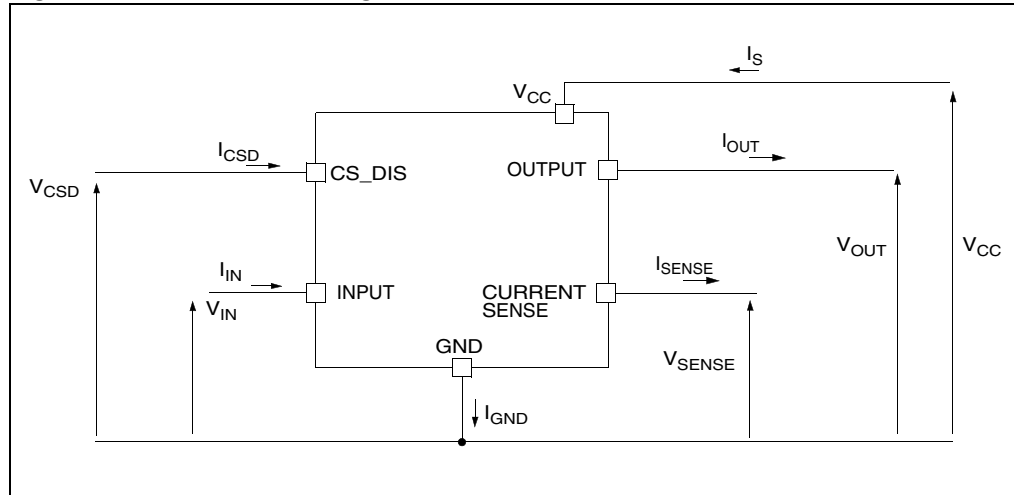 I_S
V_CC
I_CSD
I_OUT
CS_DIS
OUTPUT
V_CSD
V_OUT
V_CC
I_IN
I_SENSE
INPUT
CURRENT
SENSE
V_IN
GND
V_SENSE
I_GND